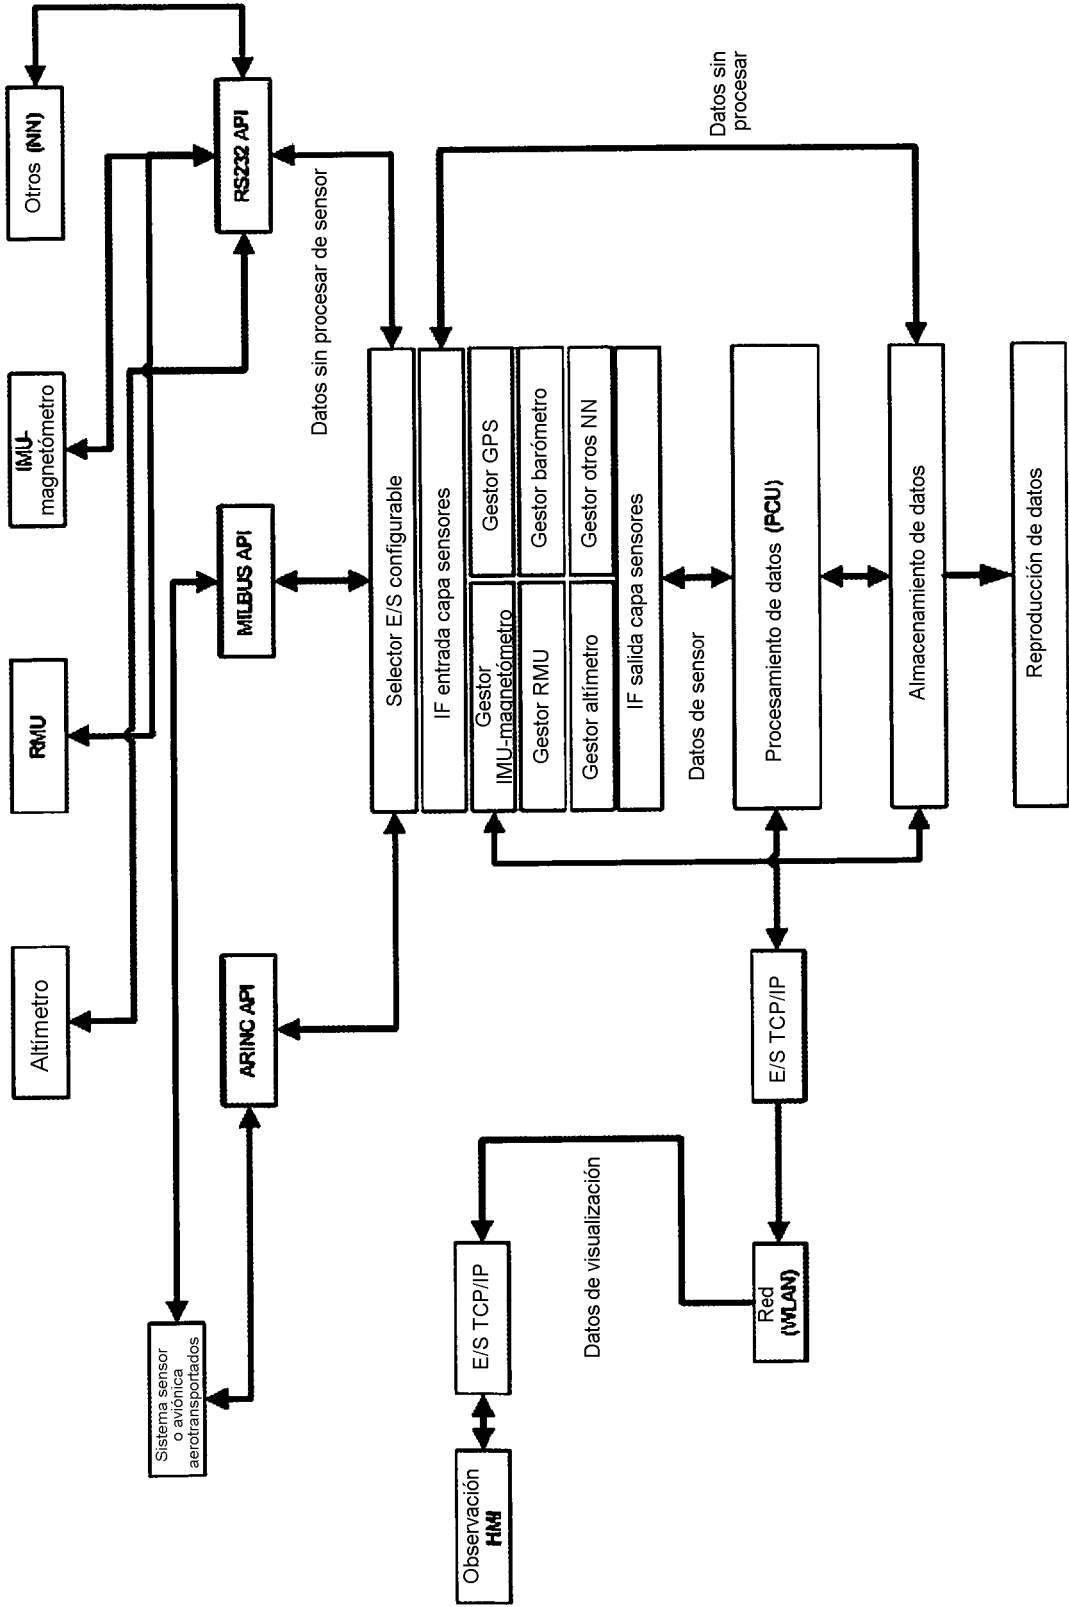 Altímetro
RMU
IMU-
magnetómetro
Otros (NN)
Sistema sensor
o aviónica
aerotransportados
ARINC API
MILBUS API
RS232 API
Datos sin procesar de sensor
Selector E/S configurable
IF entrada capa sensores
Gestor
IMU-magnetómetro
Gestor GPS
Gestor RMU
Gestor barómetro
Gestor altímetro
Gestor otros NN
IF salida capa sensores
Datos de sensor
Datos sin
procesar
Observación
HMI
E/S TCP/IP
Datos de visualización
Red
(WLAN)
E/S TCP/IP
Procesamiento de datos (PCU)
Almacenamiento de datos
Reproducción de datos